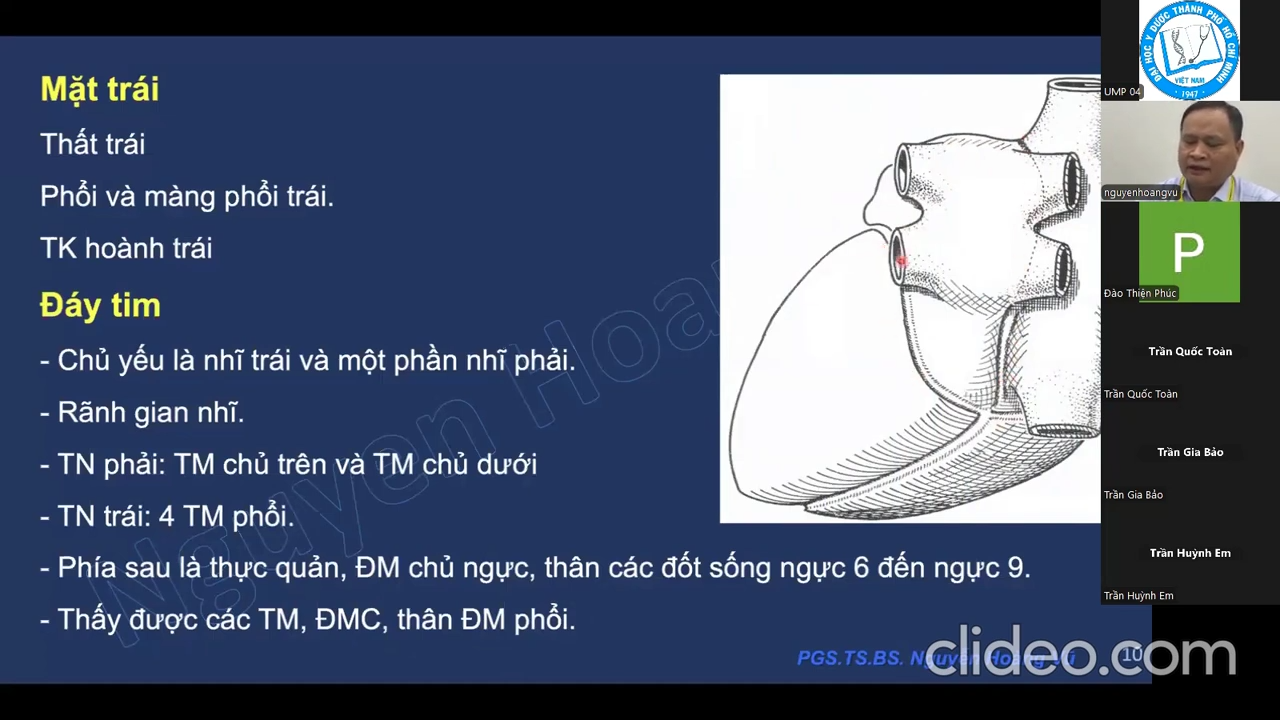 Mặt trái
Thất trái
Phổi và màng phổi trái.
TK hoành trái
Đáy tim
- Chủ yếu là nhĩ trái và một phần nhĩ phải.
- Rãnh gian nhĩ.
- TN phải: TM chủ trên và TM chủ dưới
- TN trái: 4 TM phổi.
- Phía sau là thực quản, ĐM chủ ngực, thân các đốt sống ngực 6 đến ngực 9.
- Thấy được các TM, ĐMC, thân ĐM phổi.
Nguyen Hoang
PGS.TS.BS. Nguyễn Hoàng Vũ
10
clideo.com
ĐẠI HỌC Y DƯỢC THÀNH PHỐ HỒ CHÍ MINH
VIỆT NAM
1947
UMP 04
nguyenhoangvu
P
Đào Thiện Phúc
Trần Quốc Toàn
Trần Quốc Toàn
Trần Gia Bảo
Trần Gia Bảo
Trần Huỳnh Em
Trần Huỳnh Em